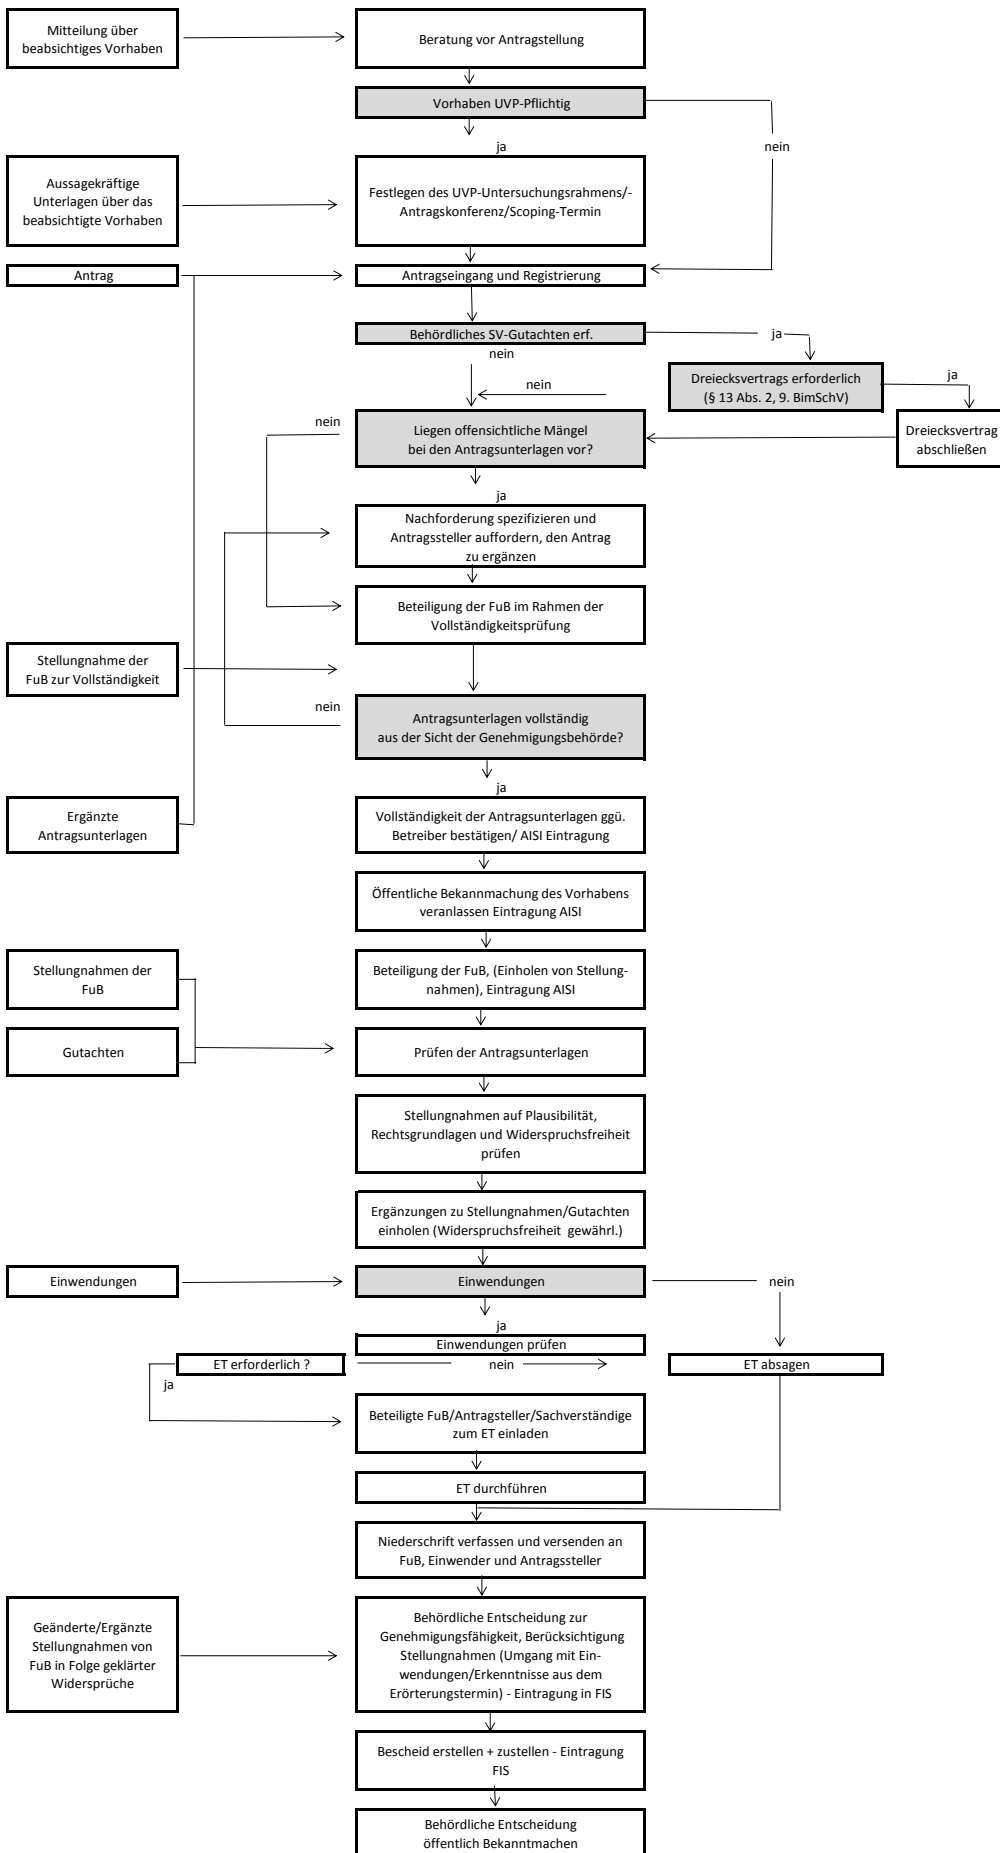 Mitteilung über
beabsichtiges Vorhaben
Beratung vor Antragstellung
Vorhaben UVP-Pflichtig
ja
nein
Aussagekräftige
Unterlagen über das
beabsichtigte Vorhaben
Festlegen des UVP-Untersuchungsrahmens/-
Antragskonferenz/Scoping-Termin
Antrag
Antragseingang und Registrierung
Behördliches SV-Gutachten erf.
ja
nein
Dreiecksvertrags erforderlich
(§ 13 Abs. 2, 9. BimSchV)
ja
nein
Dreiecksvertrag
abschließen
nein
Liegen offensichtliche Mängel
bei den Antragsunterlagen vor?
ja
Nachforderung spezifizieren und
Antragssteller auffordern, den Antrag
zu ergänzen
Beteiligung der FuB im Rahmen der
Vollständigkeitsprüfung
Stellungnahme der
FuB zur Vollständigkeit
nein
Antragsunterlagen vollständig
aus der Sicht der Genehmigungsbehörde?
ja
Ergänzte
Antragsunterlagen
Vollständigkeit der Antragsunterlagen ggü.
Betreiber bestätigen/ AISI Eintragung
Öffentliche Bekannmachung des Vorhabens
veranlassen Eintragung AISI
Stellungnahmen der
FuB
Beteiligung der FuB, (Einholen von Stellung-
nahmen), Eintragung AISI
Gutachten
Prüfen der Antragsunterlagen
Stellungnahmen auf Plausibilität,
Rechtsgrundlagen und Widerspruchsfreiheit
prüfen
Ergänzungen zu Stellungnahmen/Gutachten
einholen (Widerspruchsfreiheit gewährl.)
Einwendungen
Einwendungen
nein
ja
Einwendungen prüfen
ET erforderlich ?
nein
ET absagen
ja
Beteiligte FuB/Antragsteller/Sachverständige
zum ET einladen
ET durchführen
Niederschrift verfassen und versenden an
FuB, Einwender und Antragssteller
Geänderte/Ergänzte
Stellungnahmen von
FuB in Folge geklärter
Widersprüche
Behördliche Entscheidung zur
Genehmigungsfähigkeit, Berücksichtigung
Stellungnahmen (Umgang mit Ein-
wendungen/Erkenntnisse aus dem
Erörterungstermin) - Eintragung in FIS
Bescheid erstellen + zustellen - Eintragung
FIS
Behördliche Entscheidung
öffentlich Bekanntmachen